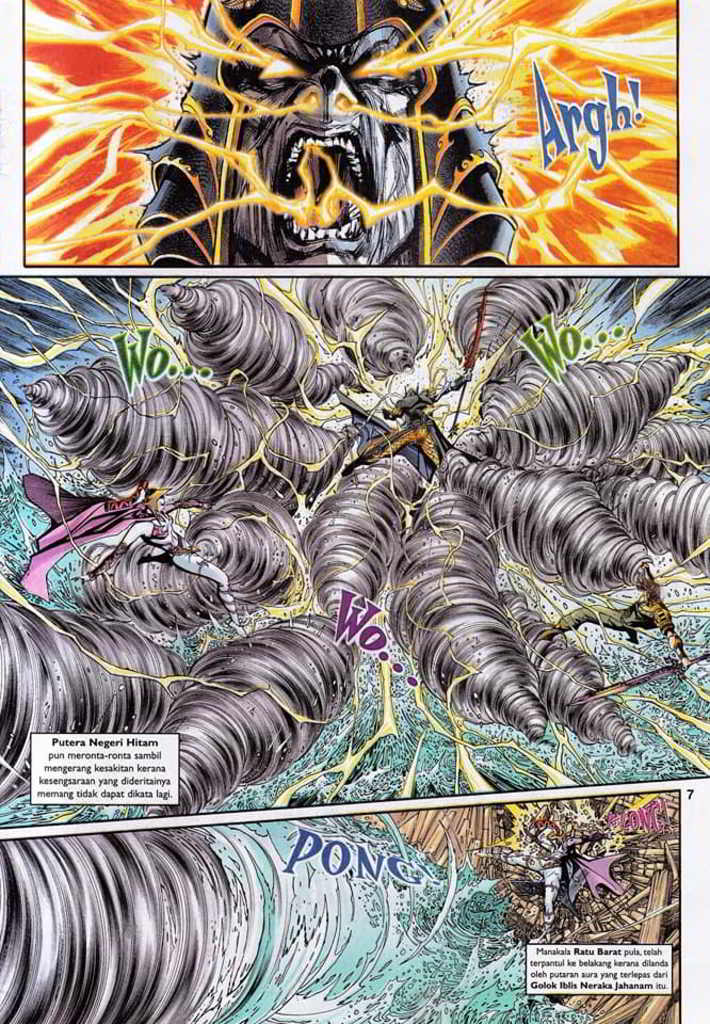 Argh!
Wo...
Wo...
Wo...
Putera Negeri Hitam
pun meronta-ronta sambil
mengerang kesakitan kerana
kesengsaraan yang dideritainya
memang tidak dapat dikata lagi.
7
PONG!
PONG!
Manakala Ratu Barat pula, telah
terpantul ke belakang kerana dilanda
oleh putaran aura yang terlepas dari
Golok Iblis Neraka Jahanam itu.